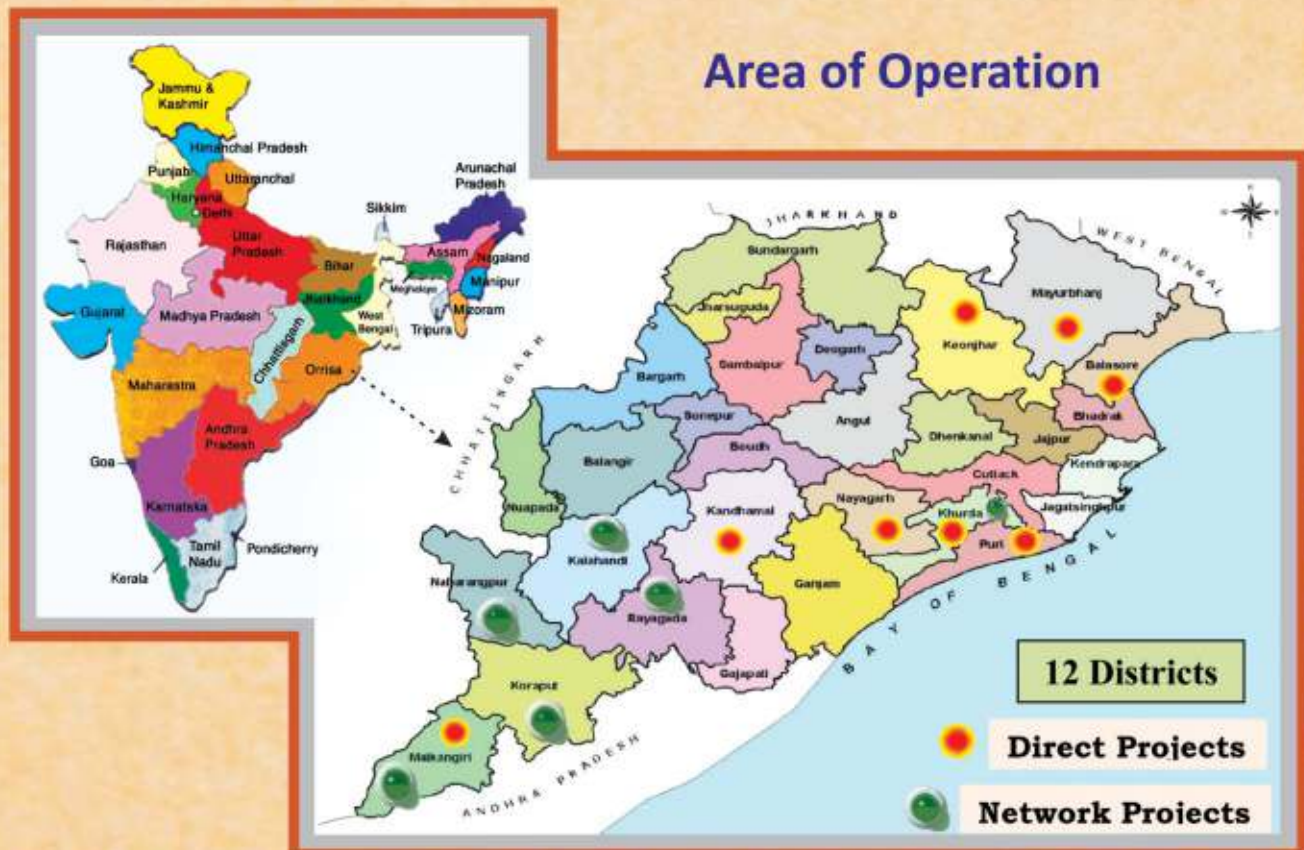 Area of Operation
Jammu &
Kashmir
Himanchal Pradesh
Punjab
Uttaranchal
Haryana
Delhi
Arunachal
Pradesh
Sikkim
Rajasthan
Uttar
Pradesh
Bihar
Assam
Nagaland
Meghalaya
Manipur
Jharkhand
West
Bengal
Tripura
Mizoram
Gujarat
Madhya Pradesh
Chhattisgarh
Orrisa
Maharastra
Andhra
Pradesh
Goa
Karnatska
Tamil
Nadu
Pondicherry
Kerala
JHARKHAND
WEST BENGAL
CHHATTINGARH
ANDHRA PRADESH
BAY OF BENGAL
Sundargarh
Jharsuguda
Mayurbhanj
Keonjhar
Deogarh
Sambalpur
Balasore
Bargarh
Bhadrak
Sonepur
Angul
Dhenkanal
Jajpur
Boudh
Balangir
Cuttack
Kendrapara
Nuapada
Nayagarh
Khurda
Jagatsinghpur
Kandhamal
Puri
Kalahandi
Nabarangpur
Ganjam
Rayagada
Gajapati
Koraput
Malkangiri
12 Districts
Direct Projects
Network Projects